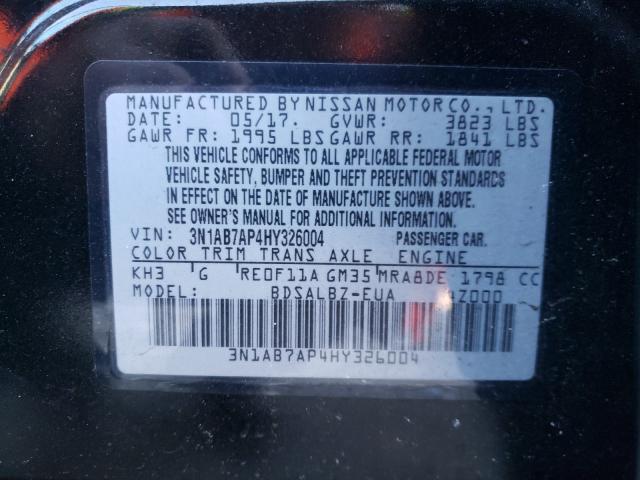 MANUFACTURED BY NISSAN MOTOR CO., LTD.
DATE: 05/17. GVWR: 3823 LBS
GAWR FR: 1995 LBS GAWR RR: 1841 LBS
THIS VEHICLE CONFORMS TO ALL APPLICABLE FEDERAL MOTOR
VEHICLE SAFETY, BUMPER AND THEFT PREVENTION STANDARDS
IN EFFECT ON THE DATE OF MANUFACTURE SHOWN ABOVE.
SEE OWNER'S MANUAL FOR ADDITIONAL INFORMATION.
VIN: 3N1AB7AP4HY326004 PASSENGER CAR.
COLOR TRIM TRANS AXLE ENGINE
KH3 G RE0F11A GM35 MRA8DE 1798 CC
MODEL: BDSALBZ-EUA 4Z000
3N1AB7AP4HY326004